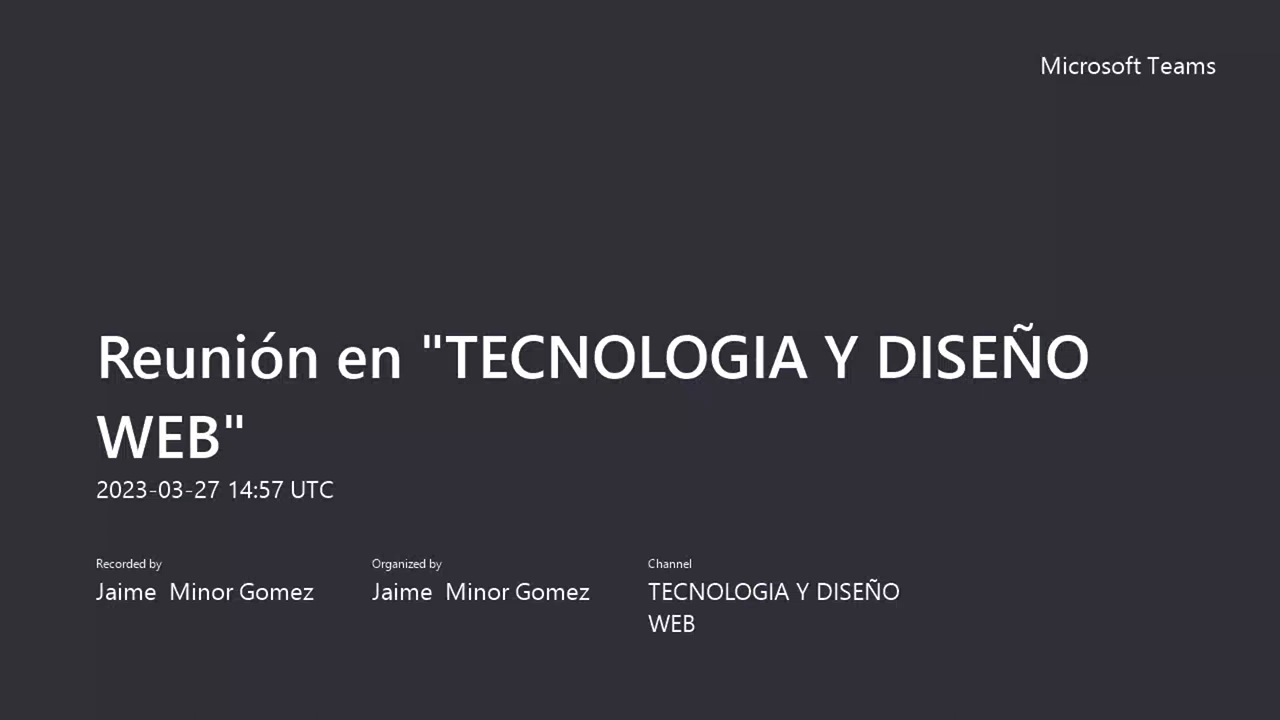 Microsoft Teams
Reunión en "TECNOLOGIA Y DISEÑO
WEB"
2023-03-27 14:57 UTC
Recorded by
Jaime  Minor Gomez
Organized by
Jaime  Minor Gomez
Channel
TECNOLOGIA Y DISEÑO
WEB